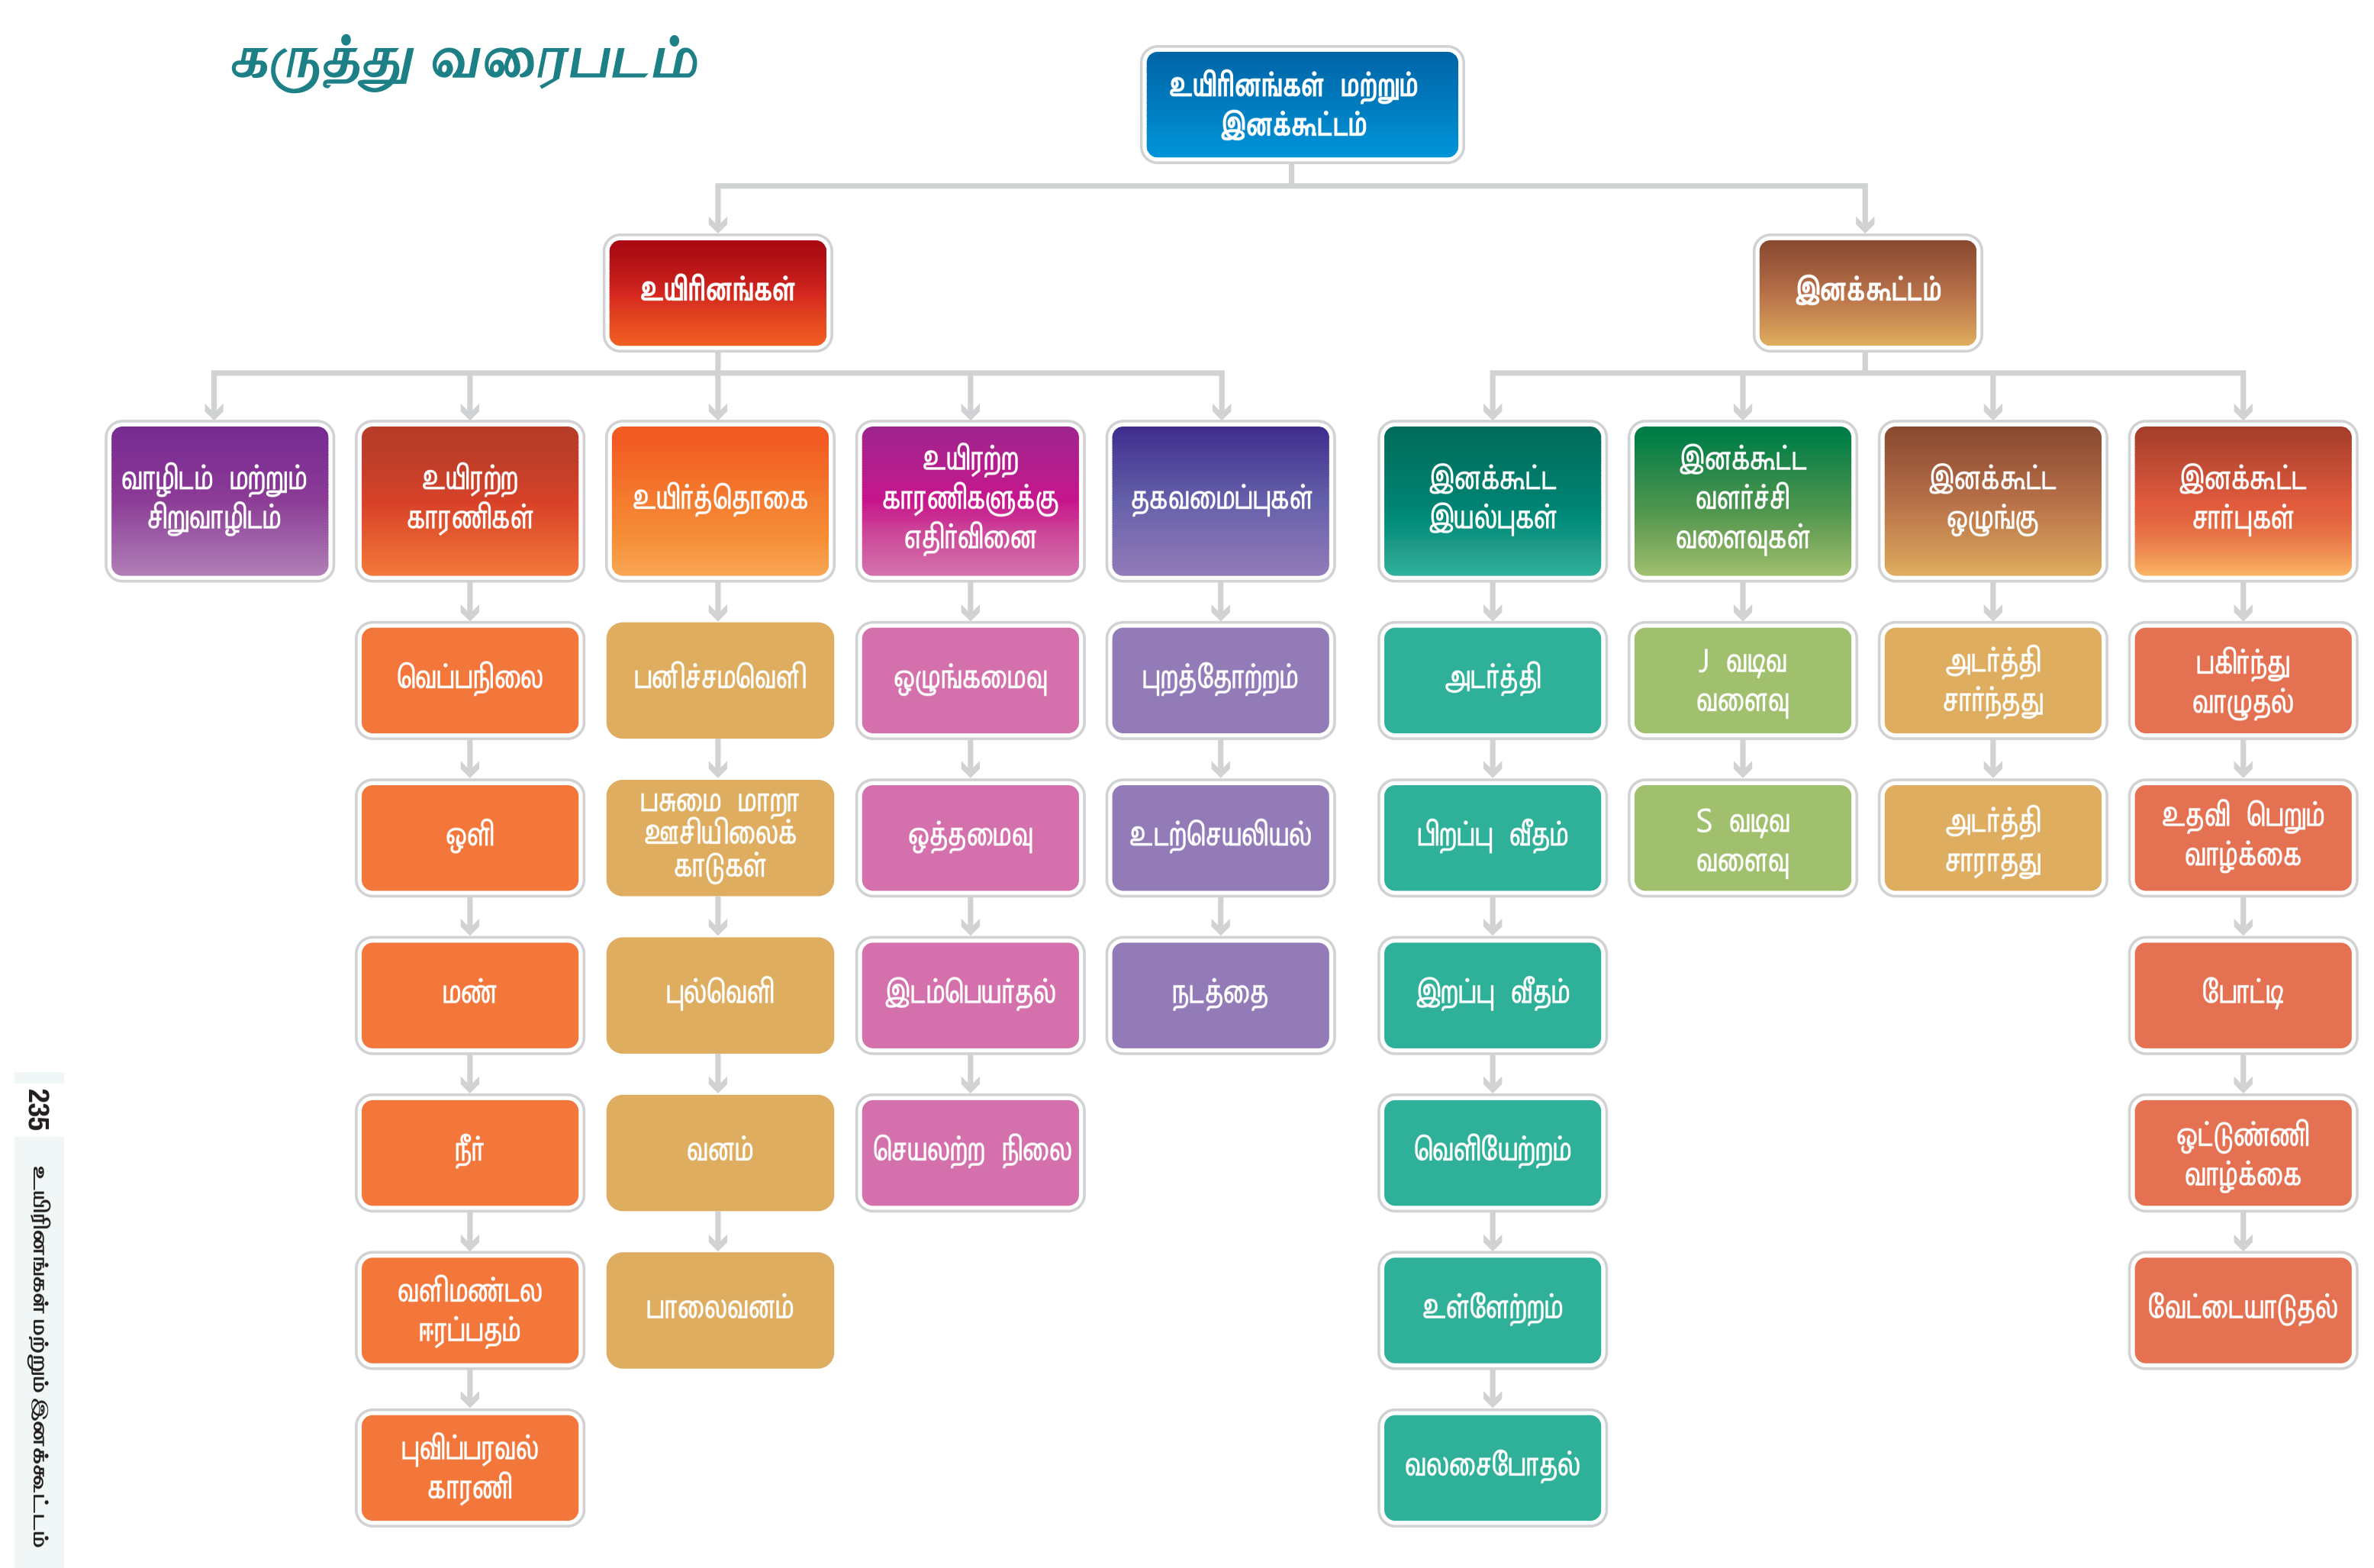 கருத்து வரைபடம்
உயிரினங்கள் மற்றும்
இனக்கூட்டம்
உயிரினங்கள்
இனக்கூட்டம்
வாழிடம் மற்றும்
சிறுவாழிடம்
உயிரற்ற
காரணிகள்
உயிர்த்தொகை
உயிரற்ற
காரணிகளுக்கு
எதிர்வினை
தகவமைப்புகள்
இனக்கூட்ட
இயல்புகள்
இனக்கூட்ட
வளர்ச்சி
வளைவுகள்
இனக்கூட்ட
ஒழுங்கு
இனக்கூட்ட
சார்புகள்
வெப்பநிலை
பனிச்சமவெளி
ஒழுங்கமைவு
புறத்தோற்றம்
அடர்த்தி
J வடிவ
வளைவு
அடர்த்தி
சார்ந்தது
பகிர்ந்து
வாழுதல்
ஒளி
பசுமை மாறா
ஊசியிலைக்
காடுகள்
ஒத்தமைவு
உடற்செயலியல்
பிறப்பு வீதம்
S வடிவ
வளைவு
அடர்த்தி
சாராதது
உதவி பெறும்
வாழ்க்கை
மண்
புல்வெளி
இடம்பெயர்தல்
நடத்தை
இறப்பு வீதம்
போட்டி
நீர்
வனம்
செயலற்ற நிலை
வெளியேற்றம்
ஒட்டுண்ணி
வாழ்க்கை
வளிமண்டல
ஈரப்பதம்
பாலைவனம்
உள்ளேற்றம்
வேட்டையாடுதல்
புவிப்பரவல்
காரணி
வலசைபோதல்
235
உயிரினங்கள் மற்றும் இனக்கூட்டம்